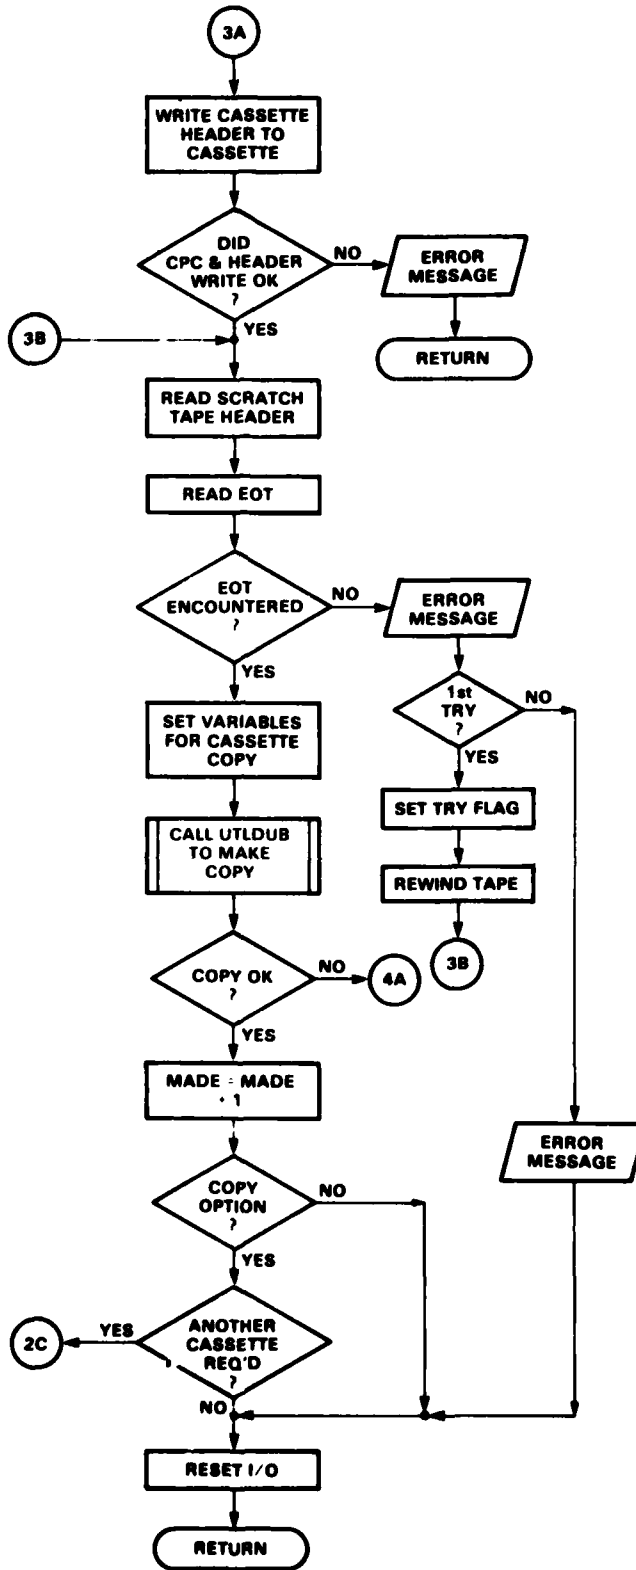 3A
WRITE CASSETTE
HEADER TO
CASSETTE
DID
CPC & HEADER
WRITE OK
?
NO
ERROR
MESSAGE
YES
3B
RETURN
READ SCRATCH
TAPE HEADER
READ EOT
EOT
ENCOUNTERED
?
NO
ERROR
MESSAGE
YES
1st
TRY
?
NO
YES
SET VARIABLES
FOR CASSETTE
COPY
SET TRY FLAG
CALL UTLDUB
TO MAKE
COPY
REWIND TAPE
3B
COPY OK
?
NO
4A
YES
MADE = MADE
+ 1
ERROR
MESSAGE
COPY
OPTION
?
NO
YES
ANOTHER
CASSETTE
REQ'D
?
YES
2C
NO
RESET I/O
RETURN